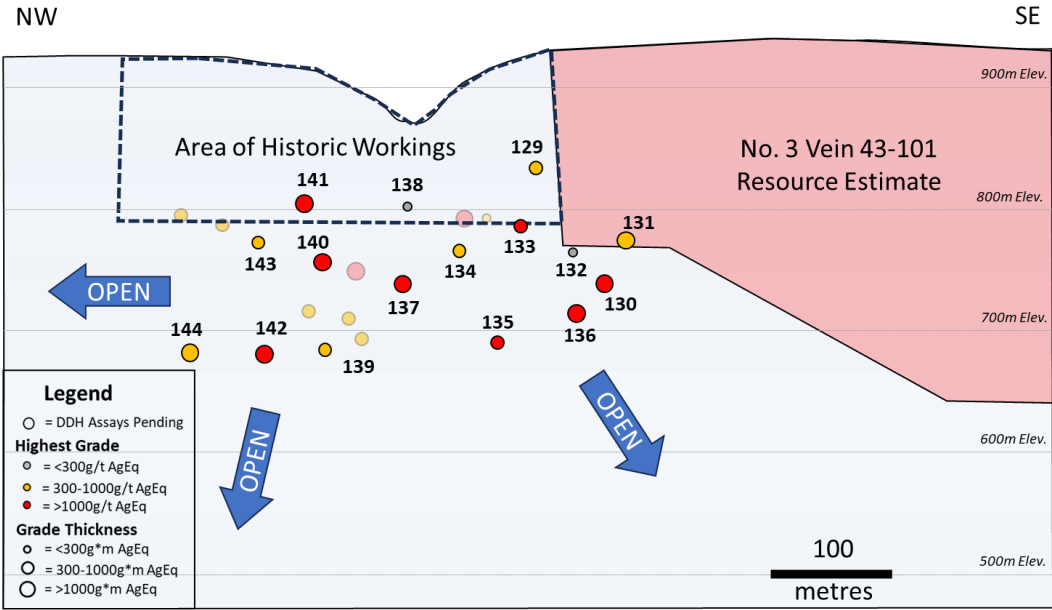 NW
SE
900m Elev.
Area of Historic Workings
129
No. 3 Vein 43-101
Resource Estimate
141
138
800m Elev.
131
143
140
134
133
132
OPEN
137
130
144
142
135
136
700m Elev.
139
OPEN
OPEN
600m Elev.
500m Elev.
Legend
= DDH Assays Pending
Highest Grade
= <300g/t AgEq
= 300-1000g/t AgEq
= >1000g/t AgEq
Grade Thickness
= <300g*m AgEq
= 300-1000g*m AgEq
= >1000g*m AgEq
100
metres